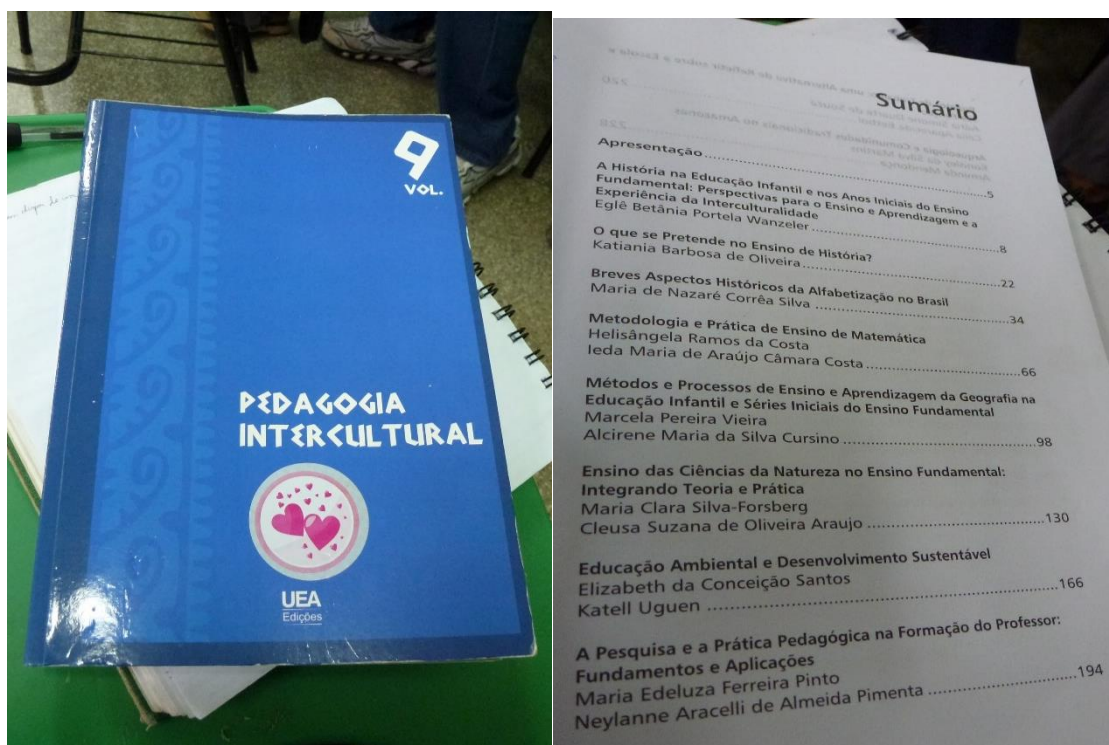 9
VOL.
PEDAGOGIA
INTERCULTURAL
UEA
Edições
Sumário
Apresentação.....5
A História na Educação Infantil e nos Anos Iniciais do Ensino
Fundamental: Perspectivas para o Ensino e Aprendizagem e a
Experiência da Interculturalidade
Eglê Betânia Portela Wanzeler.....8
O que se Pretende no Ensino de História?
Katiania Barbosa de Oliveira.....22
Breves Aspectos Históricos da Alfabetização no Brasil
Maria de Nazaré Corrêa Silva.....34
Metodologia e Prática de Ensino de Matemática
Helisângela Ramos da Costa
Ieda Maria de Araújo Câmara Costa.....66
Métodos e Processos de Ensino e Aprendizagem da Geografia na
Educação Infantil e Séries Iniciais do Ensino Fundamental
Marcela Pereira Vieira
Alcirene Maria da Silva Cursino.....98
Ensino das Ciências da Natureza no Ensino Fundamental:
Integrando Teoria e Prática
Maria Clara Silva-Forsberg
Cleusa Suzana de Oliveira Araujo.....130
Educação Ambiental e Desenvolvimento Sustentável
Elizabeth da Conceição Santos
Katell Uguen.....166
A Pesquisa e a Prática Pedagógica na Formação do Professor:
Fundamentos e Aplicações
Maria Edeluza Ferreira Pinto
Neylanne Aracelli de Almeida Pimenta.....194